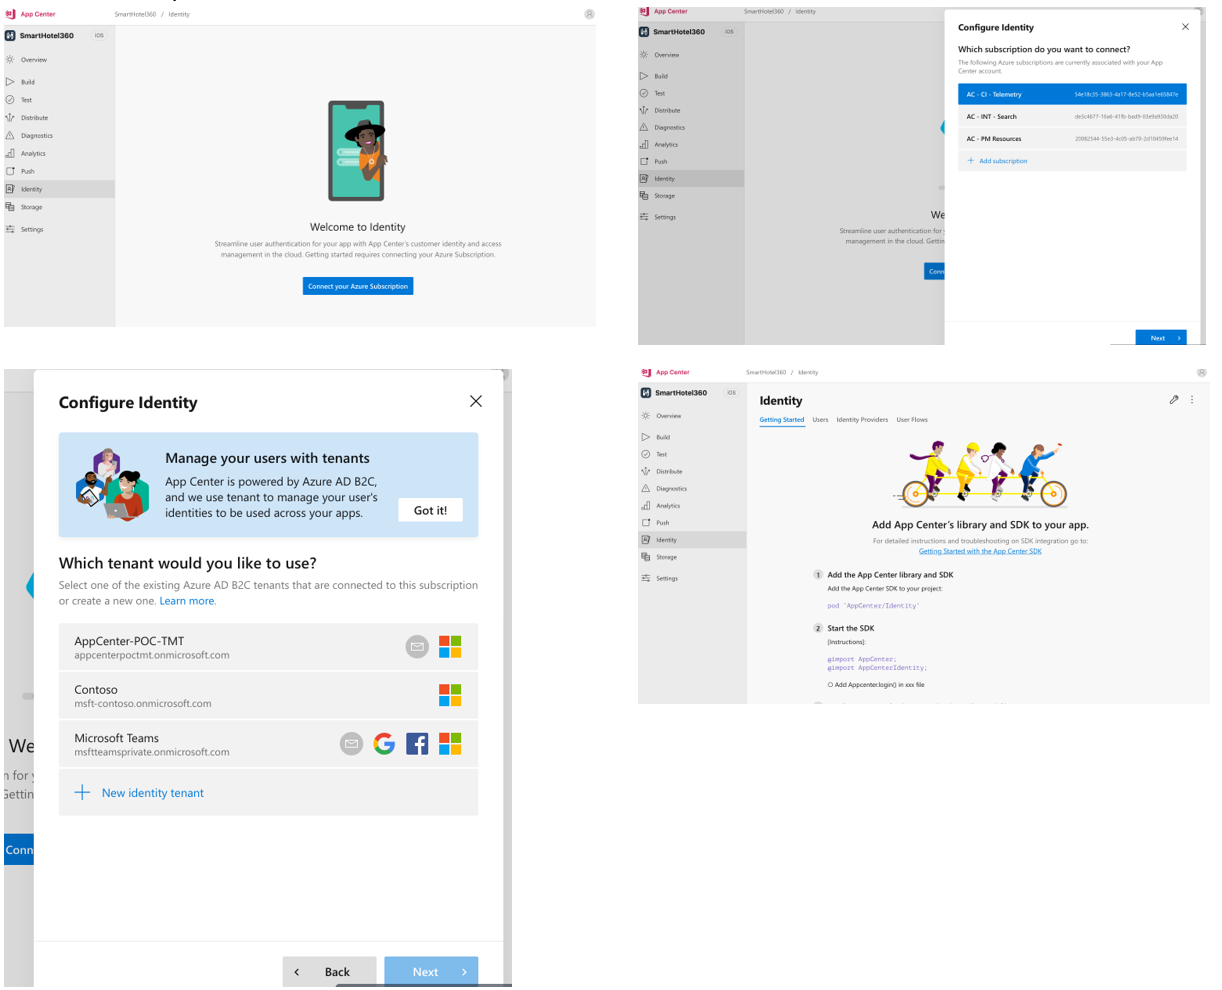 App Center
SmartHotel360 / Identity
SmartHotel360 iOS
Overview
Build
Test
Distribute
Diagnostics
Analytics
Push
Identity
Storage
Settings
Welcome to Identity
Streamline user authentication for your app with App Center's customer identity and access
management in the cloud. Getting started requires connecting your Azure Subscription.
Connect your Azure Subscription
App Center
SmartHotel360 / Identity
SmartHotel360 iOS
Overview
Build
Test
Distribute
Diagnostics
Analytics
Push
Identity
Storage
Settings
We
Streamline user authentication for
management in the cloud. Gettin
Conn
Configure Identity
Which subscription do you want to connect?
The following Azure subscriptions are currently associated with your App
Center account.
AC - CI - Telemetry 54e18c35-3863-4a17-8e52-b5aa1e65847e
AC - INT - Search de5c4677-16a6-41fb-bad9-03e9a930da20
AC - PM Resources 20082544-55e3-4c05-ab79-2d10459fee14
+ Add subscription
Next >
We
n for y
Gettin
Conn
Configure Identity
Manage your users with tenants
App Center is powered by Azure AD B2C,
and we use tenant to manage your user's
identities to be used across your apps.
Got it!
Which tenant would you like to use?
Select one of the existing Azure AD B2C tenants that are connected to this subscription
or create a new one. Learn more.
AppCenter-POC-TMT
appcenterpoctmt.onmicrosoft.com
Contoso
msft-contoso.onmicrosoft.com
Microsoft Teams
msftteamsprivate.onmicrosoft.com
+ New identity tenant
< Back
Next >
App Center
SmartHotel360 / Identity
SmartHotel360 iOS
Overview
Build
Test
Distribute
Diagnostics
Analytics
Push
Identity
Storage
Settings
Identity
Getting Started Users Identity Providers User Flows
Add App Center's library and SDK to your app.
For detailed instructions and troubleshooting on SDK integration go to:
Getting Started with the App Center SDK
1 Add the App Center library and SDK
Add the App Center SDK to your project:
pod 'AppCenter/Identity'
2 Start the SDK
[Instructions]:
@import AppCenter;
@import AppCenterIdentity;
Add Appcenter.login() in xxx file